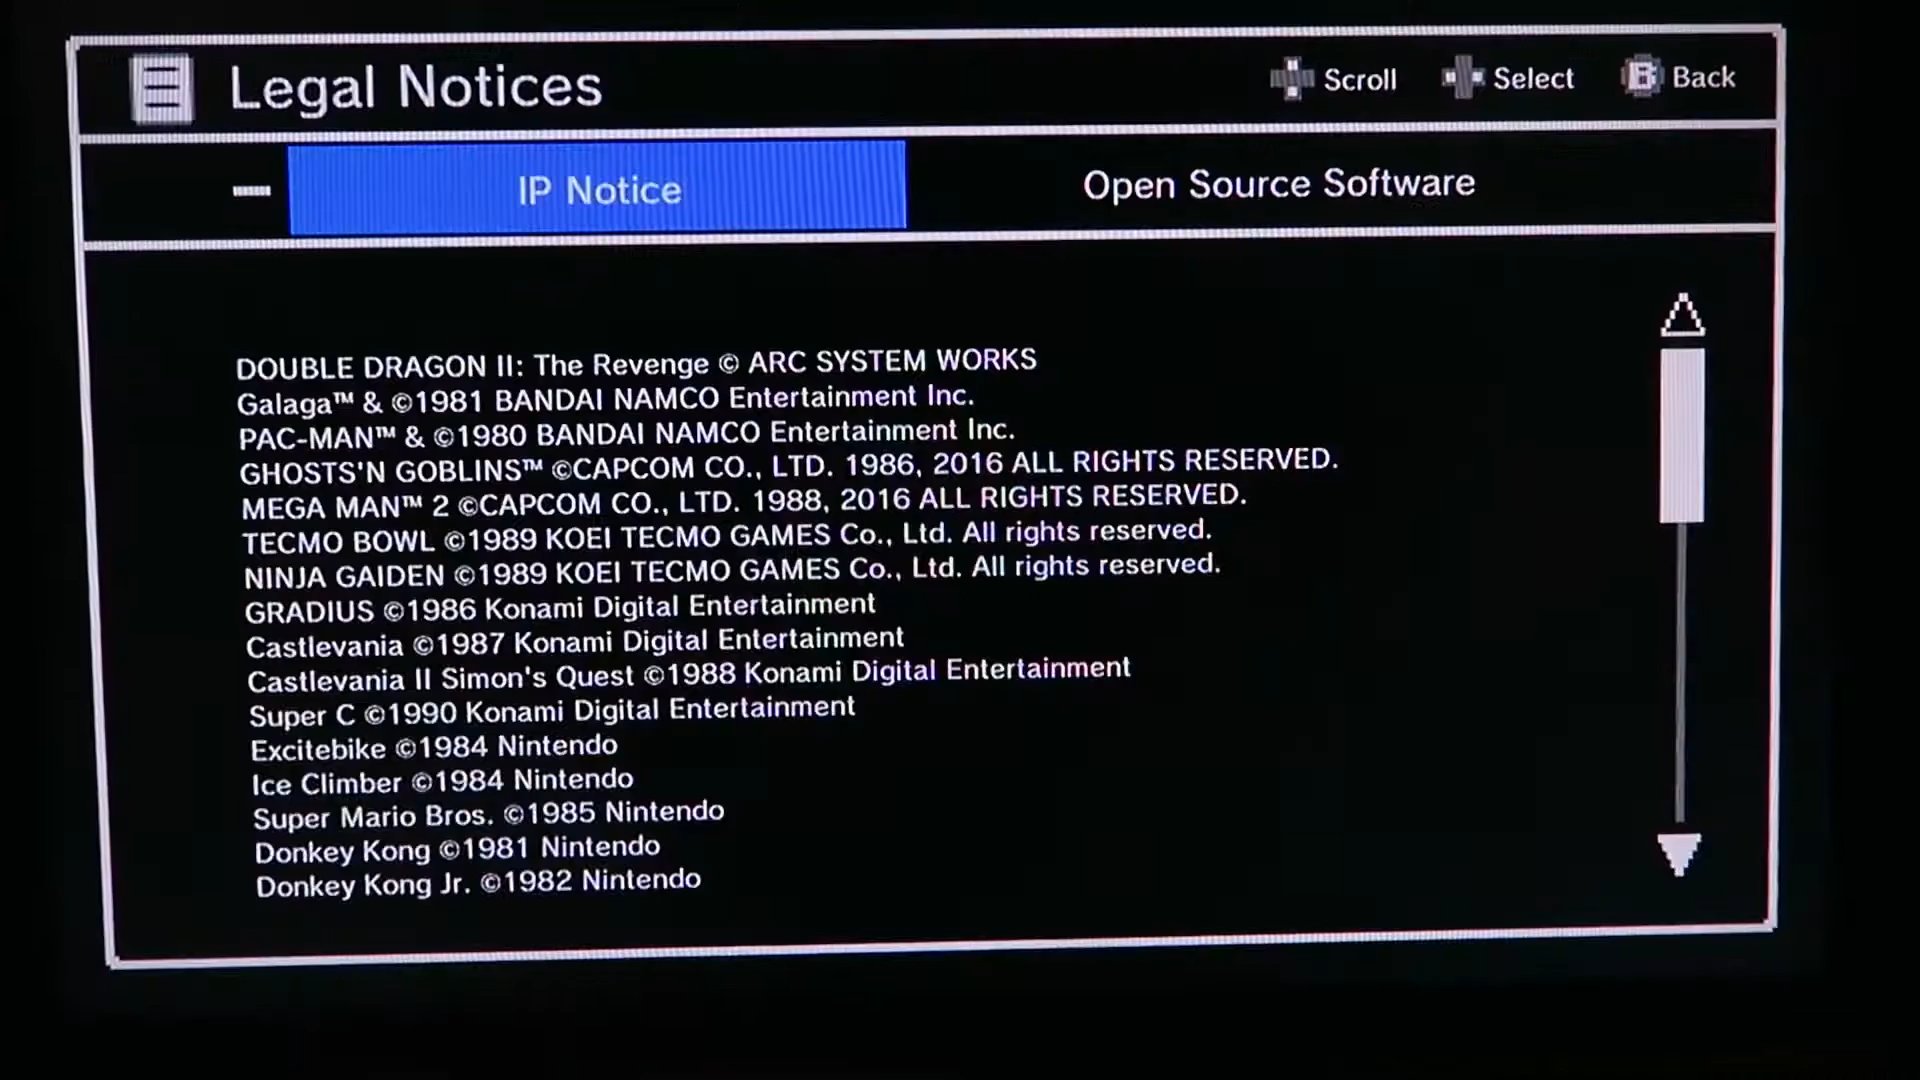 Legal Notices
Scroll
Select
B Back
IP Notice
Open Source Software
DOUBLE DRAGON II: The Revenge © ARC SYSTEM WORKS
Galaga™ & ©1981 BANDAI NAMCO Entertainment Inc.
PAC-MAN™ & ©1980 BANDAI NAMCO Entertainment Inc.
GHOSTS'N GOBLINS™ ©CAPCOM CO., LTD. 1986, 2016 ALL RIGHTS RESERVED.
MEGA MAN™ 2 ©CAPCOM CO., LTD. 1988, 2016 ALL RIGHTS RESERVED.
TECMO BOWL ©1989 KOEI TECMO GAMES Co., Ltd. All rights reserved.
NINJA GAIDEN ©1989 KOEI TECMO GAMES Co., Ltd. All rights reserved.
GRADIUS ©1986 Konami Digital Entertainment
Castlevania ©1987 Konami Digital Entertainment
Castlevania II Simon's Quest ©1988 Konami Digital Entertainment
Super C ©1990 Konami Digital Entertainment
Excitebike ©1984 Nintendo
Ice Climber ©1984 Nintendo
Super Mario Bros. ©1985 Nintendo
Donkey Kong ©1981 Nintendo
Donkey Kong Jr. ©1982 Nintendo